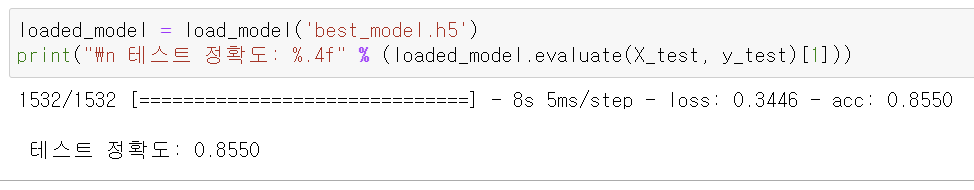 loaded_model = load_model('best_model.h5')
print("₩n 테스트 정확도: %.4f" % (loaded_model.evaluate(X_test, y_test)[1]))
1532/1532 [==============================] - 8s 5ms/step - loss: 0.3446 - acc: 0.8550
테스트 정확도: 0.8550